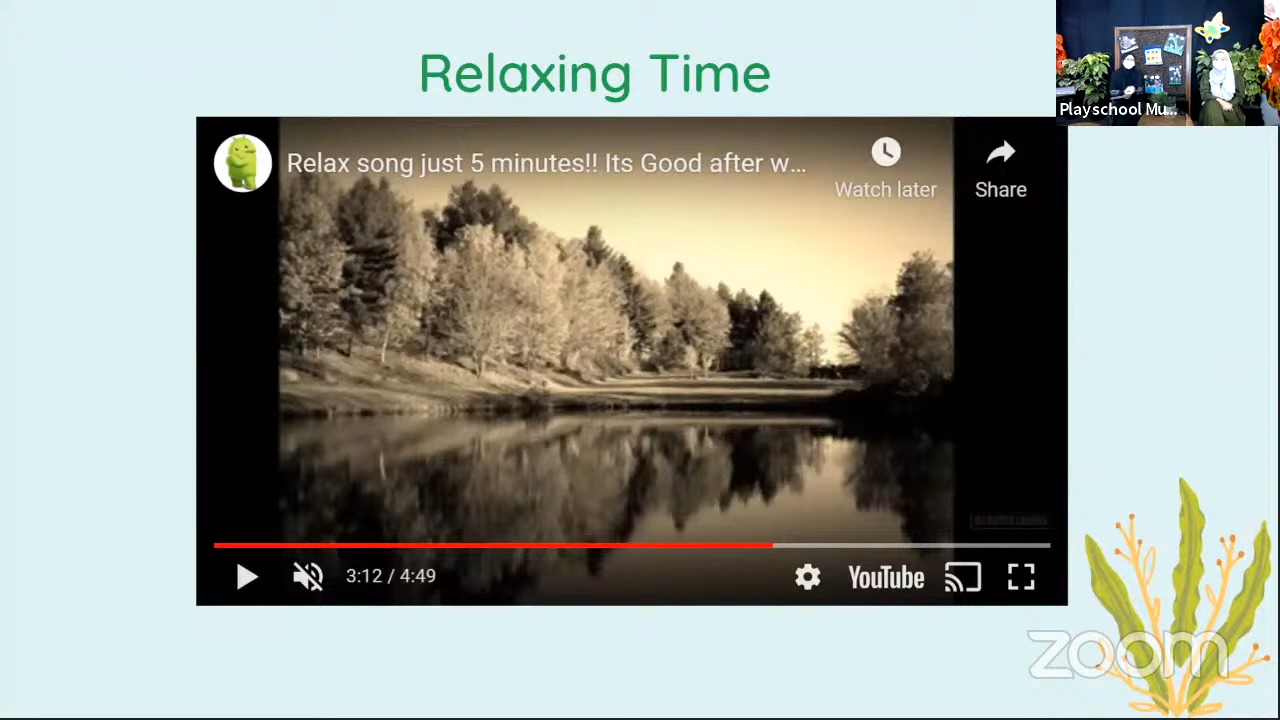 Relaxing Time
Playschool Mu...
Relax song just 5 minutes!! Its Good after w...
Watch later
Share
3:12 / 4:49
YouTube
zoom